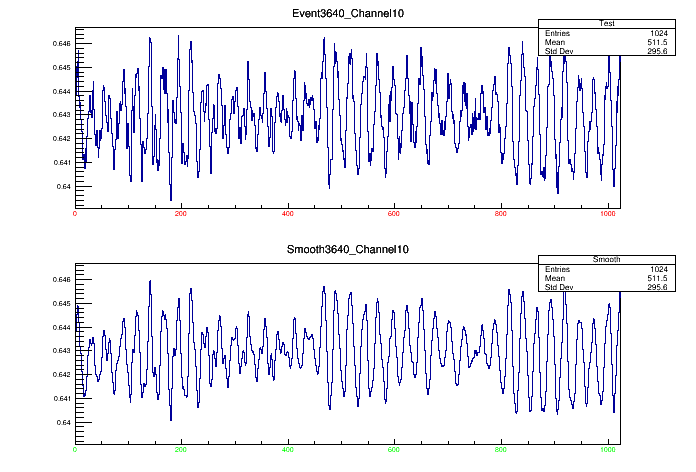 Event3640_Channel10
Test
Entries 1024
Mean 511.5
Std Dev 295.6
0.646
0.645
0.644
0.643
0.642
0.641
0.64
0 200 400 600 800 1000
Smooth3640_Channel10
Smooth
Entries 1024
Mean 511.5
Std Dev 295.6
0.646
0.645
0.644
0.643
0.642
0.641
0.64
0 200 400 600 800 1000